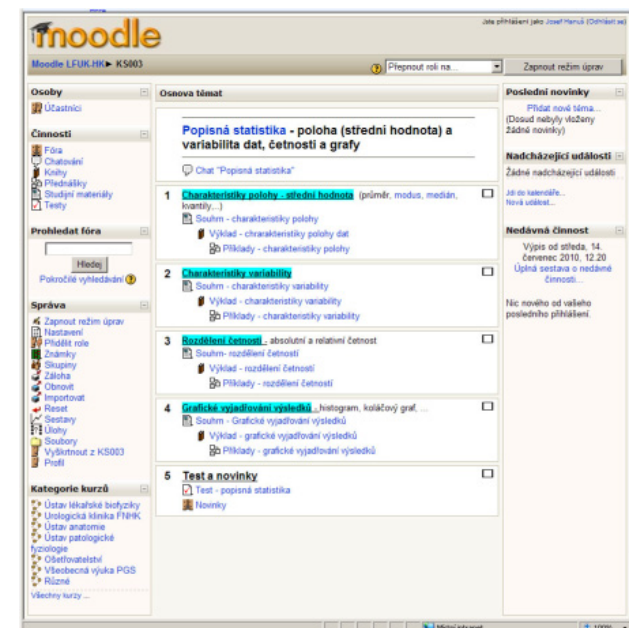 moodle
Jste přihlášeni jako Josef Hanuš (Odhlásit se)
Moodle LFUK-HK► KS003
Přepnout roli na...
Zapnout režim úprav
Osoby
Účastníci
Činnosti
Fóra
Chatování
Knihy
Přednášky
Studijní materiály
Testy
Prohledat fóra
Hledej
Pokročilé vyhledávání
Správa
Zapnout režim úprav
Nastavení
Přidělit role
Známky
Skupiny
Záloha
Obnovit
Importovat
Reset
Sestavy
Úlohy
Soubory
Vyškrtnout z KS003
Profil
Kategorie kurzů
Ústav lékařské biofyziky
Urologická klinika FNHK
Ústav anatomie
Ústav patologické
fyziologie
Ošetřovatelství
Všeobecná výuka PGS
Různé
Všechny kurzy ...
Osnova témat
Popisná statistika - poloha (střední hodnota) a
variabilita dat, četnosti a grafy
Chat "Popisná statistika"
1 Charakteristiky polohy - střední hodnota (průměr, modus, medián,
kvantily,...)
Souhrn - charakteristiky polohy
Výklad - chrarakteristiky polohy dat
Příklady - charakteristiky polohy
2 Charakteristiky variability
Souhrn - charakteristiky variability
Výklad - charakteristiky variability
Příklady - charakteristiky variability
3 Rozdělení četností - absolutní a relativní četnost
Souhrn- rozdělení četností
Výklad - rozdělení četností
Příklady - rozdělení četností
4 Grafické vyjadřování výsledků - histogram, koláčový graf, ...
Souhrn - Grafické vyjadřování výsledků
Výklad - grafické vyjadřování výsledků
Příklady - grafické vyjadřování výsledků
5 Test a novinky
Test - popisná statistika
Novinky
Poslední novinky
Přidat nové téma...
(Dosud nebyly vloženy
žádné novinky)
Nadcházející události
Žádné nadcházející události
Jdi do kalendáře...
Nová událost...
Nedávná činnost
Výpis od středa, 14.
červenec 2010, 12.20
Úplná sestava o nedávné
činnosti...
Nic nového od vašeho
posledního přihlášení.
Místní intranet
100%